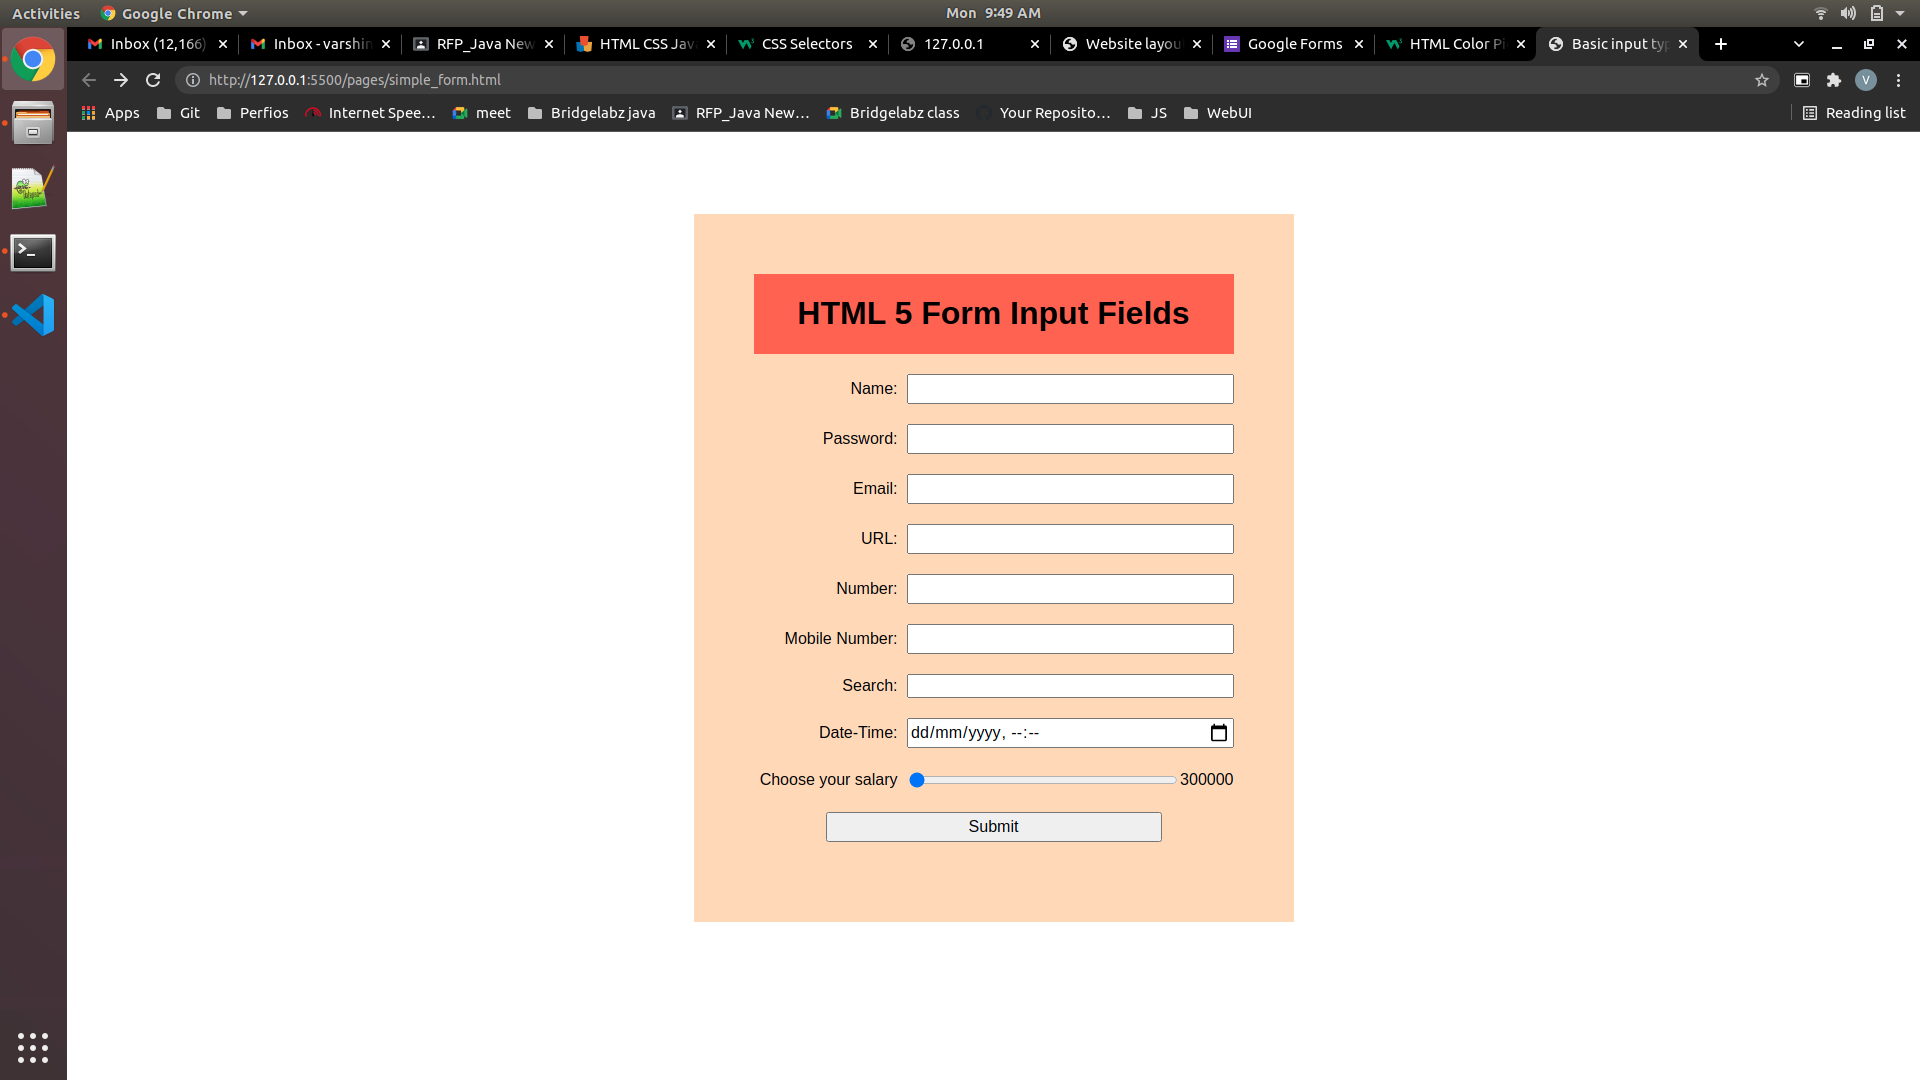 Activities Google Chrome Mon 9:49 AM
Inbox (12,166) Inbox - varshin RFP_Java New HTML CSS Java CSS Selectors 127.0.0.1 Website layou Google Forms HTML Color Pi Basic input typ
http://127.0.0.1:5500/pages/simple_form.html V
Apps Git Perfios Internet Spee... meet Bridgelabz java RFP_Java New... Bridgelabz class Your Reposito... JS WebUI Reading list
HTML 5 Form Input Fields
Name:
Password:
Email:
URL:
Number:
Mobile Number:
Search:
Date-Time: dd/mm/yyyy, --:--
Choose your salary 300000
Submit